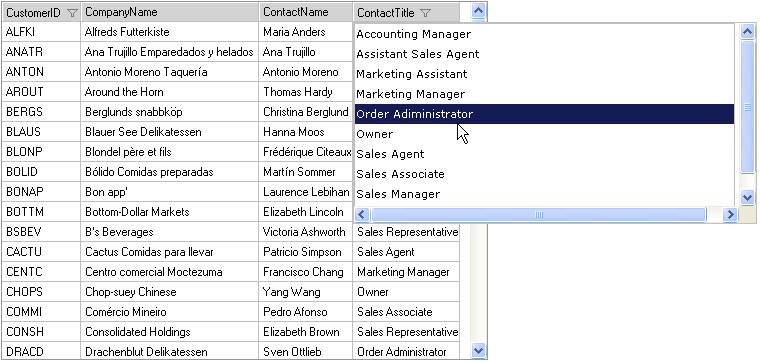 CustomerID CompanyName ContactName ContactTitle
ALFKI Alfreds Futterkiste Maria Anders Accounting Manager
ANATR Ana Trujillo Emparedados y helados Ana Trujillo Assistant Sales Agent
ANTON Antonio Moreno Taquería Antonio Moreno Marketing Assistant
AROUT Around the Horn Thomas Hardy Marketing Manager
BERGS Berglunds snabbköp Christina Berglund Order Adiministrator
BLAUS Blauer See Delikatessen Hanna Moos Owner
BLONP Blondel père et fils Frédérique Citeaux Sales Agent
BOLID Bólido Comidas preparadas Martín Sommer Sales Associate
BONAP Bon app' Laurence Lebihan Sales Manager
BOTTM Bottom-Dollar Markets Elizabeth Lincoln
BSBEV B's Beverages Victoria Ashworth Sales Representative
CACTU Cactus Comidas para llevar Patricio Simpson Sales Agent
CENTC Centro comercial Moctezuma Francisco Chang Marketing Manager
CHOPS Chop-suey Chinese Yang Wang Owner
COMMI Comércio Mineiro Pedro Afonso Sales Associate
CONSH Consolidated Holdings Elizabeth Brown Sales Representative
DRACD Drachenblut Delikatessen Sven Ottlieb Order Administrator